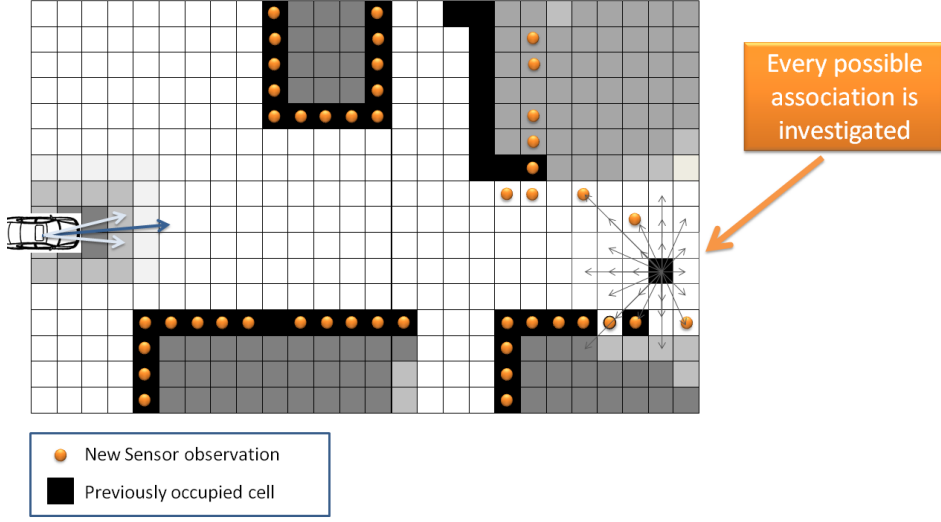 Every possible
association is
investigated
New Sensor observation
Previously occupied cell